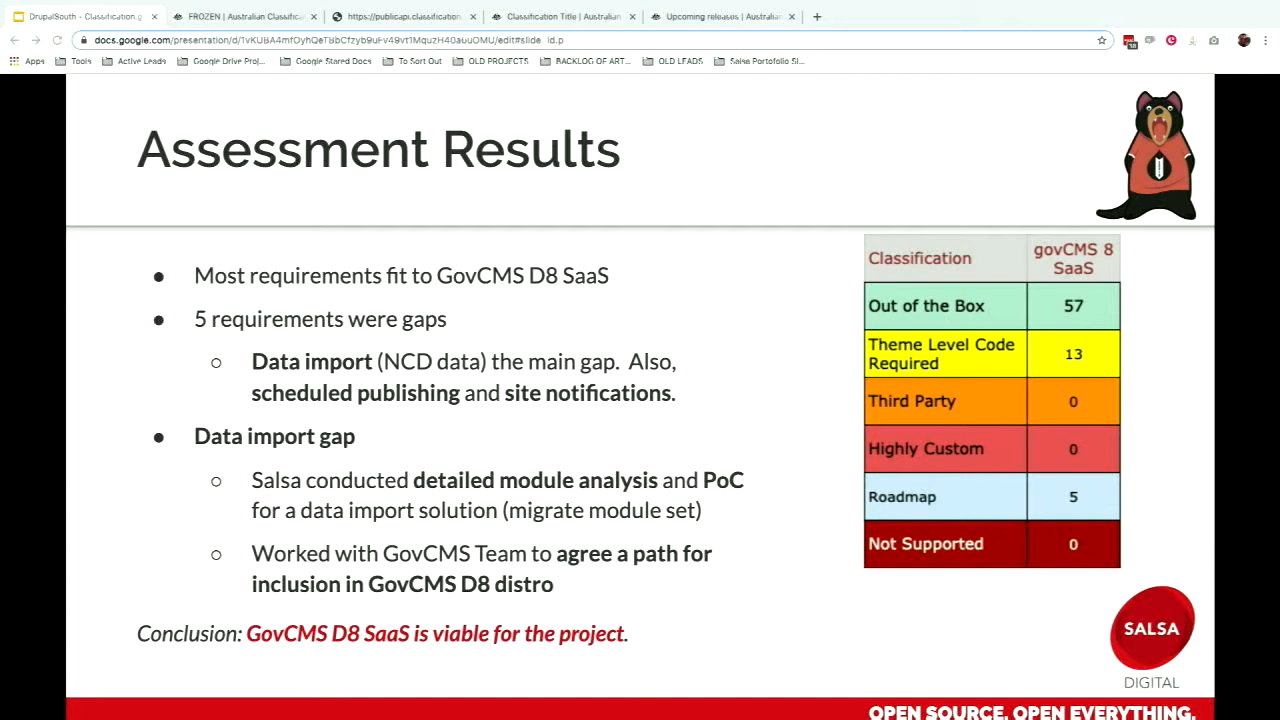 DrupalSouth - Classification.g
FROZEN | Australian Classific
https://publicapi.classification
Classification Title | Australian
Upcoming releases | Australian
docs.google.com/presentation/d/
Apps
Tools
Active Leads
Google Drive Proj...
Google Shared Docs
To Sort Out
OLD PROJECTS
BACKLOG OF ART...
OLD LEADS
Salsa Portofolio Si...
Assessment Results
● Most requirements fit to GovCMS D8 SaaS
● 5 requirements were gaps
○ Data import (NCD data) the main gap. Also,
scheduled publishing and site notifications.
● Data import gap
○ Salsa conducted detailed module analysis and PoC
for a data import solution (migrate module set)
○ Worked with GovCMS Team to agree a path for
inclusion in GovCMS D8 distro
Conclusion: GovCMS D8 SaaS is viable for the project.
Classification govCMS 8 SaaS
Out of the Box 57
Theme Level Code Required 13
Third Party 0
Highly Custom 0
Roadmap 5
Not Supported 0
SALSA
DIGITAL
OPEN SOURCE. OPEN EVERYTHING.